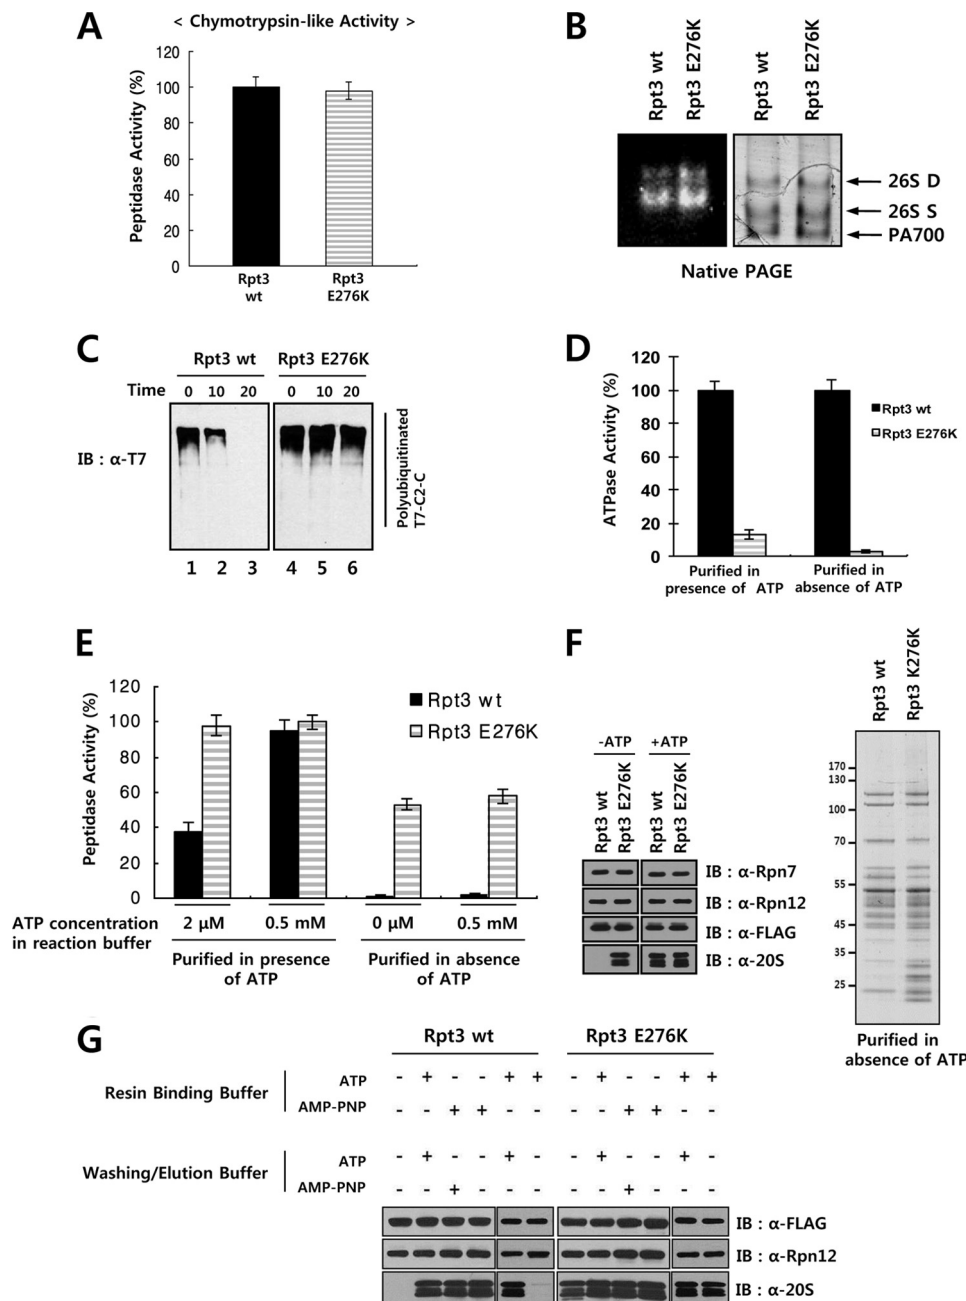 A
< Chymotrypsin-like Activity >
Peptidase Activity (%)
120
100
80
60
40
20
0
Rpt3 wt
Rpt3 E276K
B
Rpt3 wt
Rpt3 E276K
Rpt3 wt
Rpt3 E276K
26S D
26S S
PA700
Native PAGE
C
Rpt3 wt
Rpt3 E276K
Time 0 10 20 0 10 20
IB : α-T7
Polyubiquitinated
T7-C2-C
1 2 3 4 5 6
D
ATPase Activity (%)
120
100
80
60
40
20
0
Rpt3 wt
Rpt3 E276K
Purified in
presence of ATP
Purified in
absence of ATP
E
Peptidase Activity (%)
120
100
80
60
40
20
0
Rpt3 wt
Rpt3 E276K
ATP concentration
in reaction buffer
2 μM 0.5 mM 0 μM 0.5 mM
Purified in presence
of ATP
Purified in absence
of ATP
F
-ATP +ATP
Rpt3 wt
Rpt3 E276K
Rpt3 wt
Rpt3 E276K
IB : α-Rpn7
IB : α-Rpn12
IB : α-FLAG
IB : α-20S
Rpt3 wt
Rpt3 K276K
170
130
100
70
55
45
35
25
Purified in
absence of ATP
G
Rpt3 wt
Rpt3 E276K
Resin Binding Buffer
ATP - + - - + + - + - - + +
AMP-PNP - - + + - - - - + + - -
Washing/Elution Buffer
ATP - + - - + - - + - - + -
AMP-PNP - - + - - - - - + - - -
IB : α-FLAG
IB : α-Rpn12
IB : α-20S